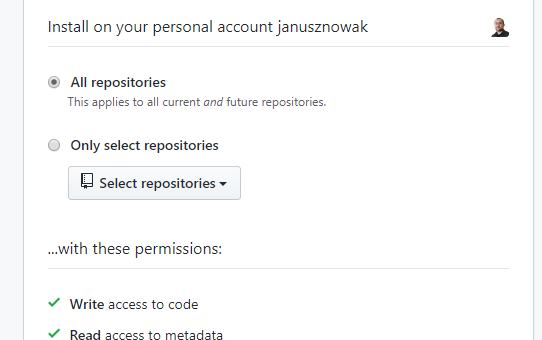 Install on your personal account janusznowak
All repositories
This applies to all current and future repositories.
Only select repositories
Select repositories
...with these permissions:
Write access to code
Read access to metadata